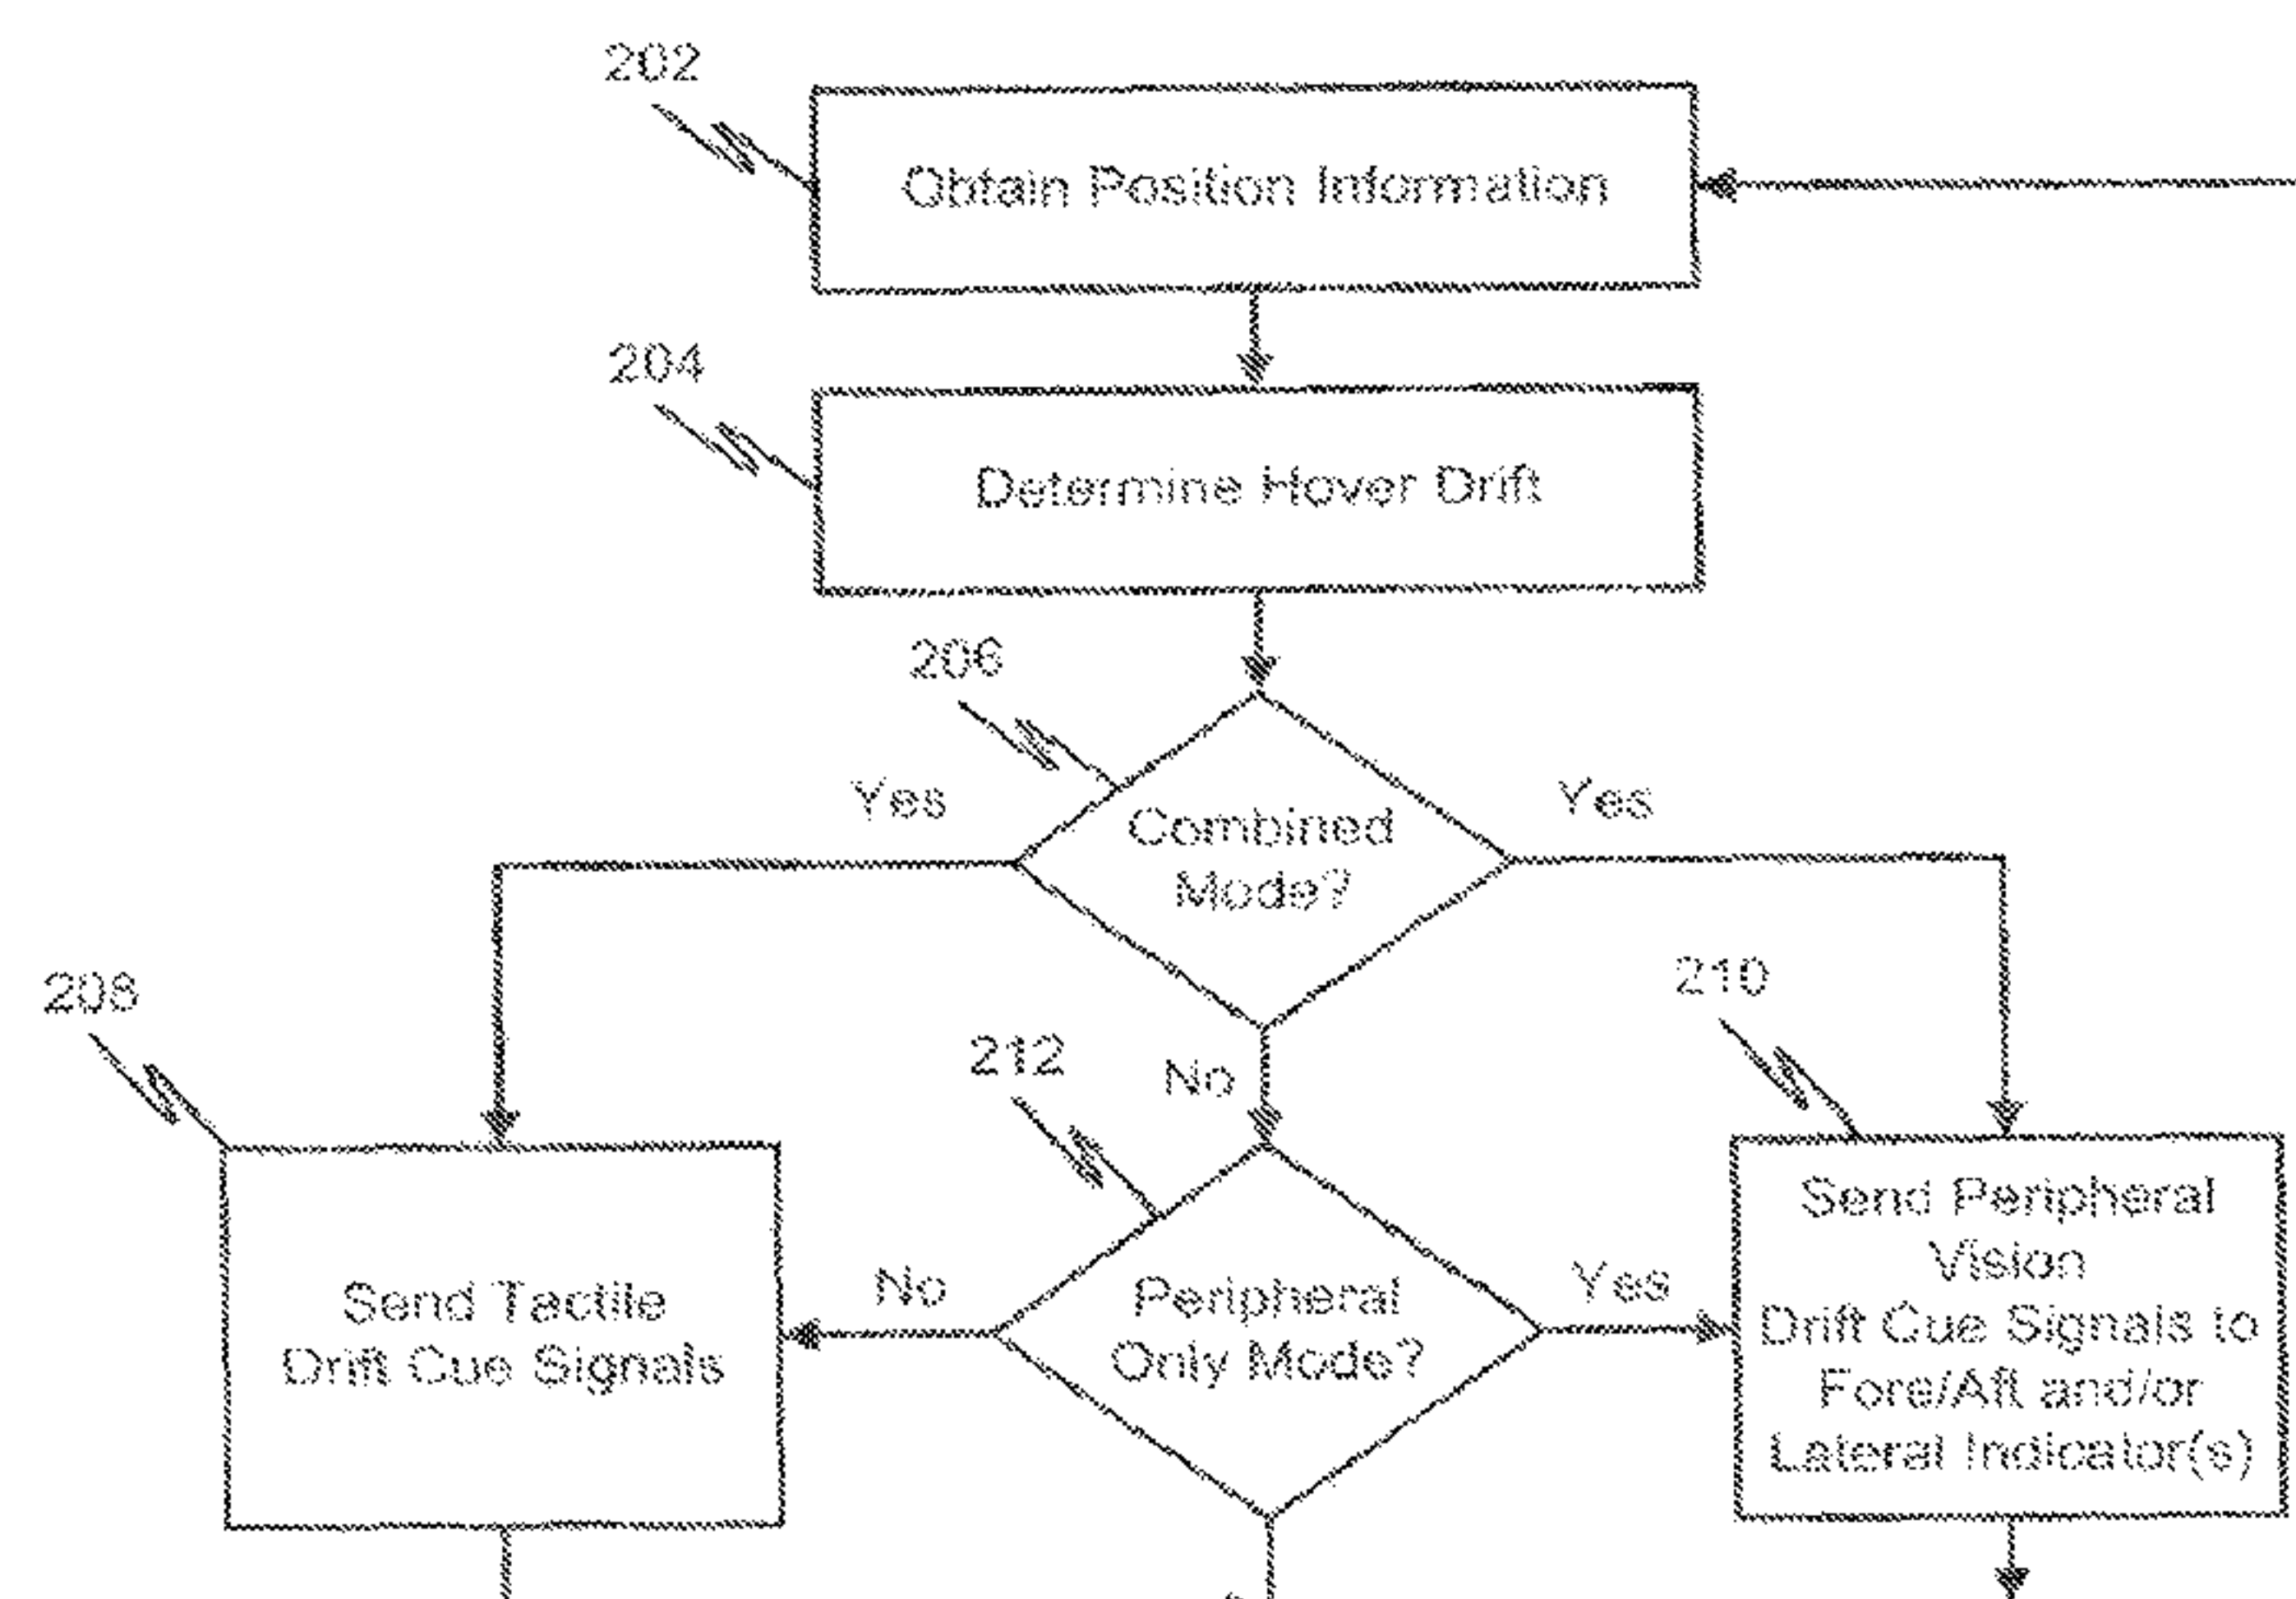 202
Obtain Position Information
204
Determine Hover Drift
206
Yes
Yes
Combined
Mode?
208
210
212
No
Send Peripheral
Vision
Drift Cue Signals to
Fore/Aft and/or
Lateral Indicator(s)
Send Tactile
Drift Cue Signals
No
Peripheral
Only Mode?
Yes